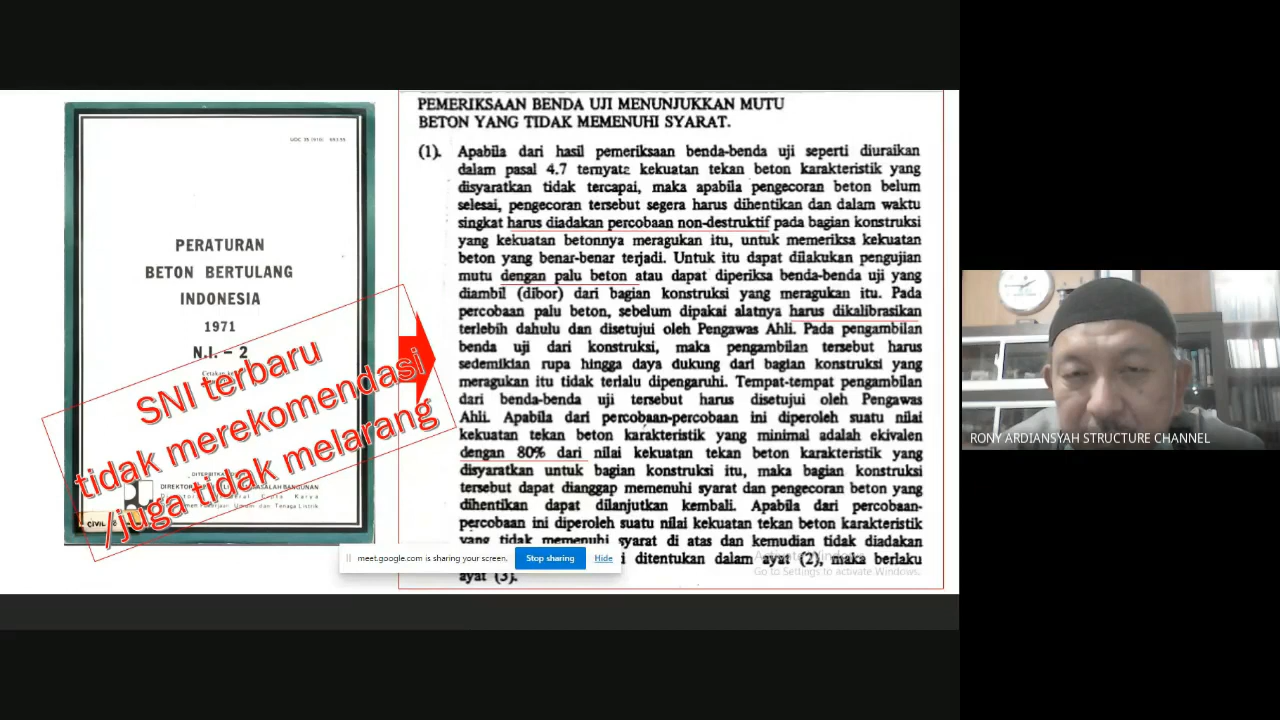 PERATURAN
BETON BERTULANG
INDONESIA
1971
N.I. – 2
SNI terbaru
tidak merekomendasi
/juga tidak melarang
DIREKTOR
ASALAH BANGUNAN
CIVIL
PEMERIKSAAN BENDA UJI MENUNJUKKAN MUTU
BETON YANG TIDAK MEMENUHI SYARAT.
(1). Apabila dari hasil pemeriksaan benda-benda uji seperti diuraikan
dalam pasal 4.7 ternyata kekuatan tekan beton karakteristik yang
disyaratkan tidak tercapai, maka apabila pengecoran beton belum
selesai, pengecoran tersebut segera harus dihentikan dan dalam waktu
singkat harus diadakan percobaan non-destruktif pada bagian konstruksi
yang kekuatan betonnya meragukan itu, untuk memeriksa kekuatan
beton yang benar-benar terjadi. Untuk itu dapat dilakukan pengujian
mutu dengan palu beton atau dapat diperiksa benda-benda uji yang
diambil (dibor) dari bagian konstruksi yang meragukan itu. Pada
percobaan palu beton, sebelum dipakai alatnya harus dikalibrasikan
terlebih dahulu dan disetujui oleh Pengawas Ahli. Pada pengambilan
benda uji dari konstruksi, maka pengambilan tersebut harus
sedemikian rupa hingga daya dukung dari bagian konstruksi yang
meragukan itu tidak terlalu dipengaruhi. Tempat-tempat pengambilan
dari benda-benda uji tersebut harus disetujui oleh Pengawas
Ahli. Apabila dari percobaan-percobaan ini diperoleh suatu nilai
kekuatan tekan beton karakteristik yang minimal adalah ekivalen
dengan 80% dari nilai kekuatan tekan beton karakteristik yang
disyaratkan untuk bagian konstruksi itu, maka bagian konstruksi
tersebut dapat dianggap memenuhi syarat dan pengecoran beton yang
dihentikan dapat dilanjutkan kembali. Apabila dari percobaan-
percobaan ini diperoleh suatu nilai kekuatan tekan beton karakteristik
yang tidak memenuhi syarat di atas dan kemudian tidak diadakan
i ditentukan dalam ayat (2), maka berlaku
ayat (3).
meet.google.com is sharing your screen.
Stop sharing
Hide
Activate Windows
Go to Settings to activate Windows.
RONY ARDIANSYAH STRUCTURE CHANNEL